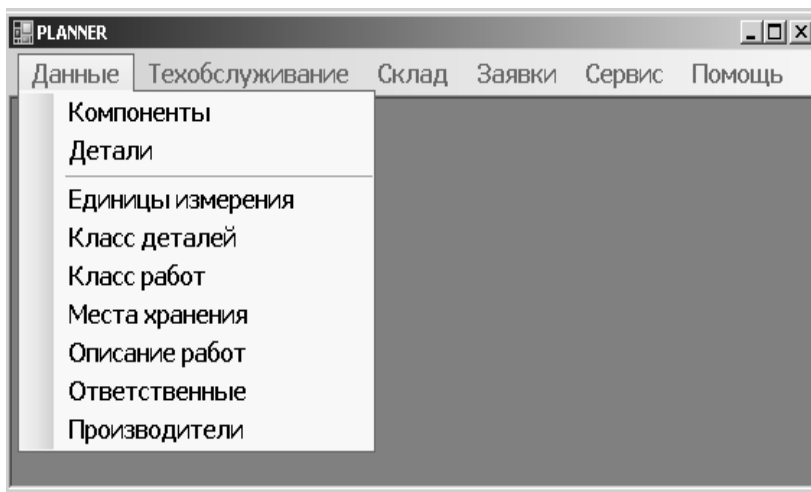 PLANNER
Данные Техобслуживание Склад Заявки Сервис Помощь
Компоненты
Детали
Единицы измерения
Класс деталей
Класс работ
Места хранения
Описание работ
Ответственные
Производители